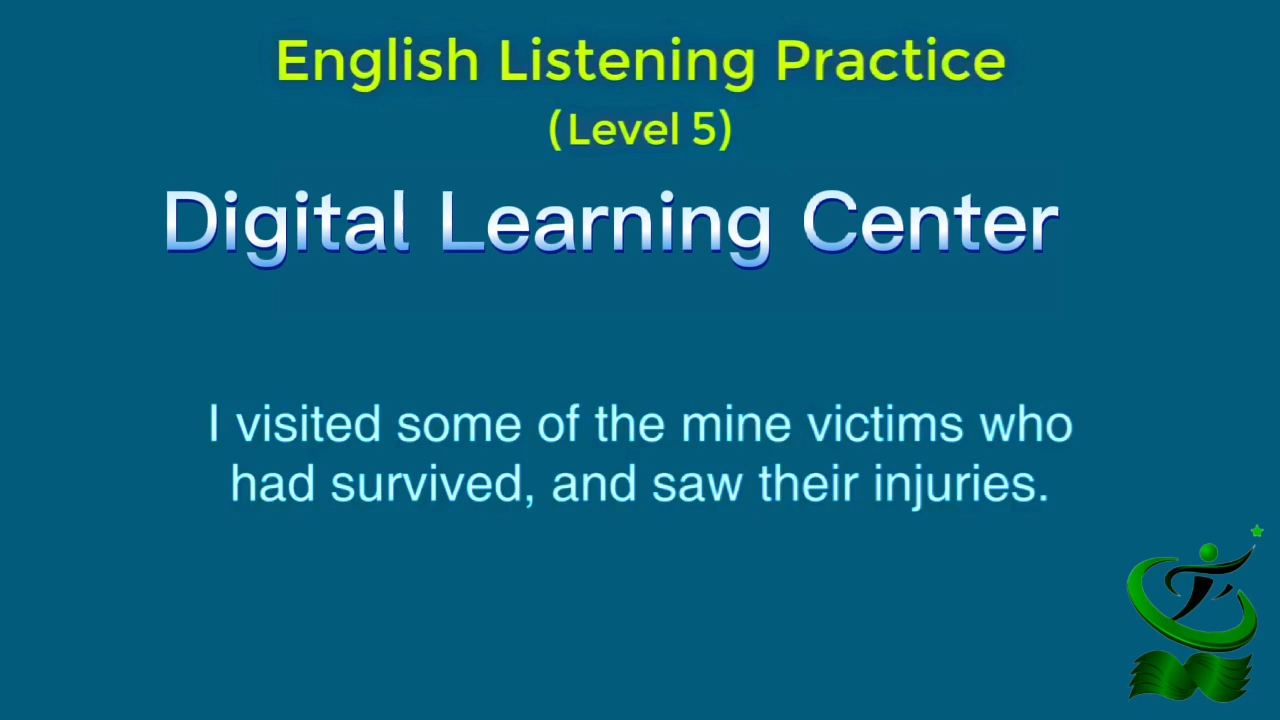 English Listening Practice
(Level 5)
Digital Learning Center
I visited some of the mine victims who
had survived, and saw their injuries.